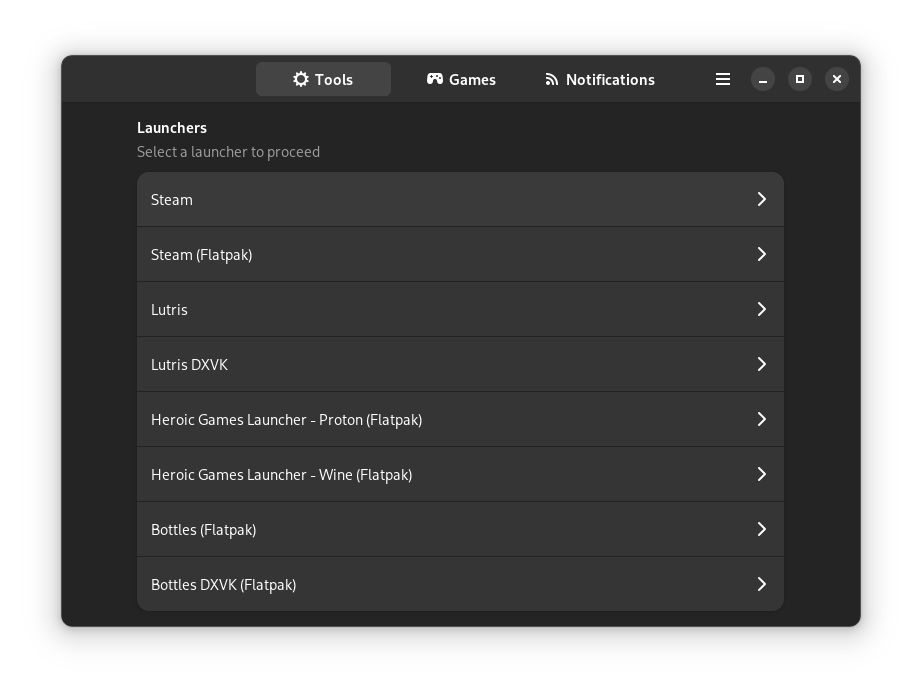 Tools
Games
Notifications
Launchers
Select a launcher to proceed
Steam
Steam (Flatpak)
Lutris
Lutris DXVK
Heroic Games Launcher - Proton (Flatpak)
Heroic Games Launcher - Wine (Flatpak)
Bottles (Flatpak)
Bottles DXVK (Flatpak)